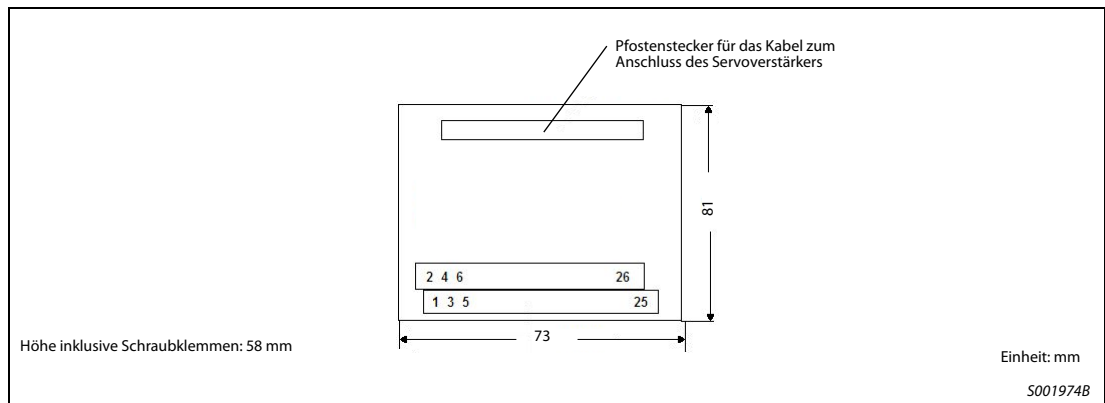 Pfostenstecker für das Kabel zum
Anschluss des Servoverstärkers
81
2 4 6 26
1 3 5 25
73
Höhe inklusive Schraubklemmen: 58 mm
Einheit: mm
S001974B